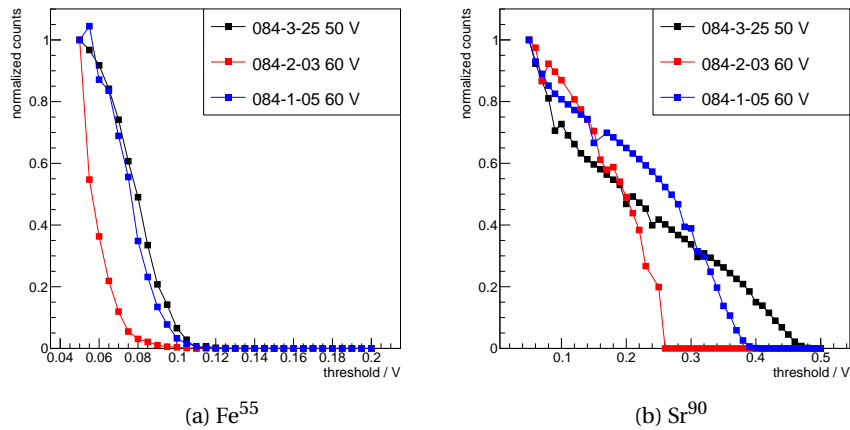 normalized counts
1
0.8
0.6
0.4
0.2
0
084-3-25 50 V
084-2-03 60 V
084-1-05 60 V
0.04 0.06 0.08 0.1 0.12 0.14 0.16 0.18 0.2
threshold / V
(a) Fe55
normalized counts
1
0.8
0.6
0.4
0.2
0
084-3-25 50 V
084-2-03 60 V
084-1-05 60 V
0.1 0.2 0.3 0.4 0.5
threshold / V
(b) Sr90